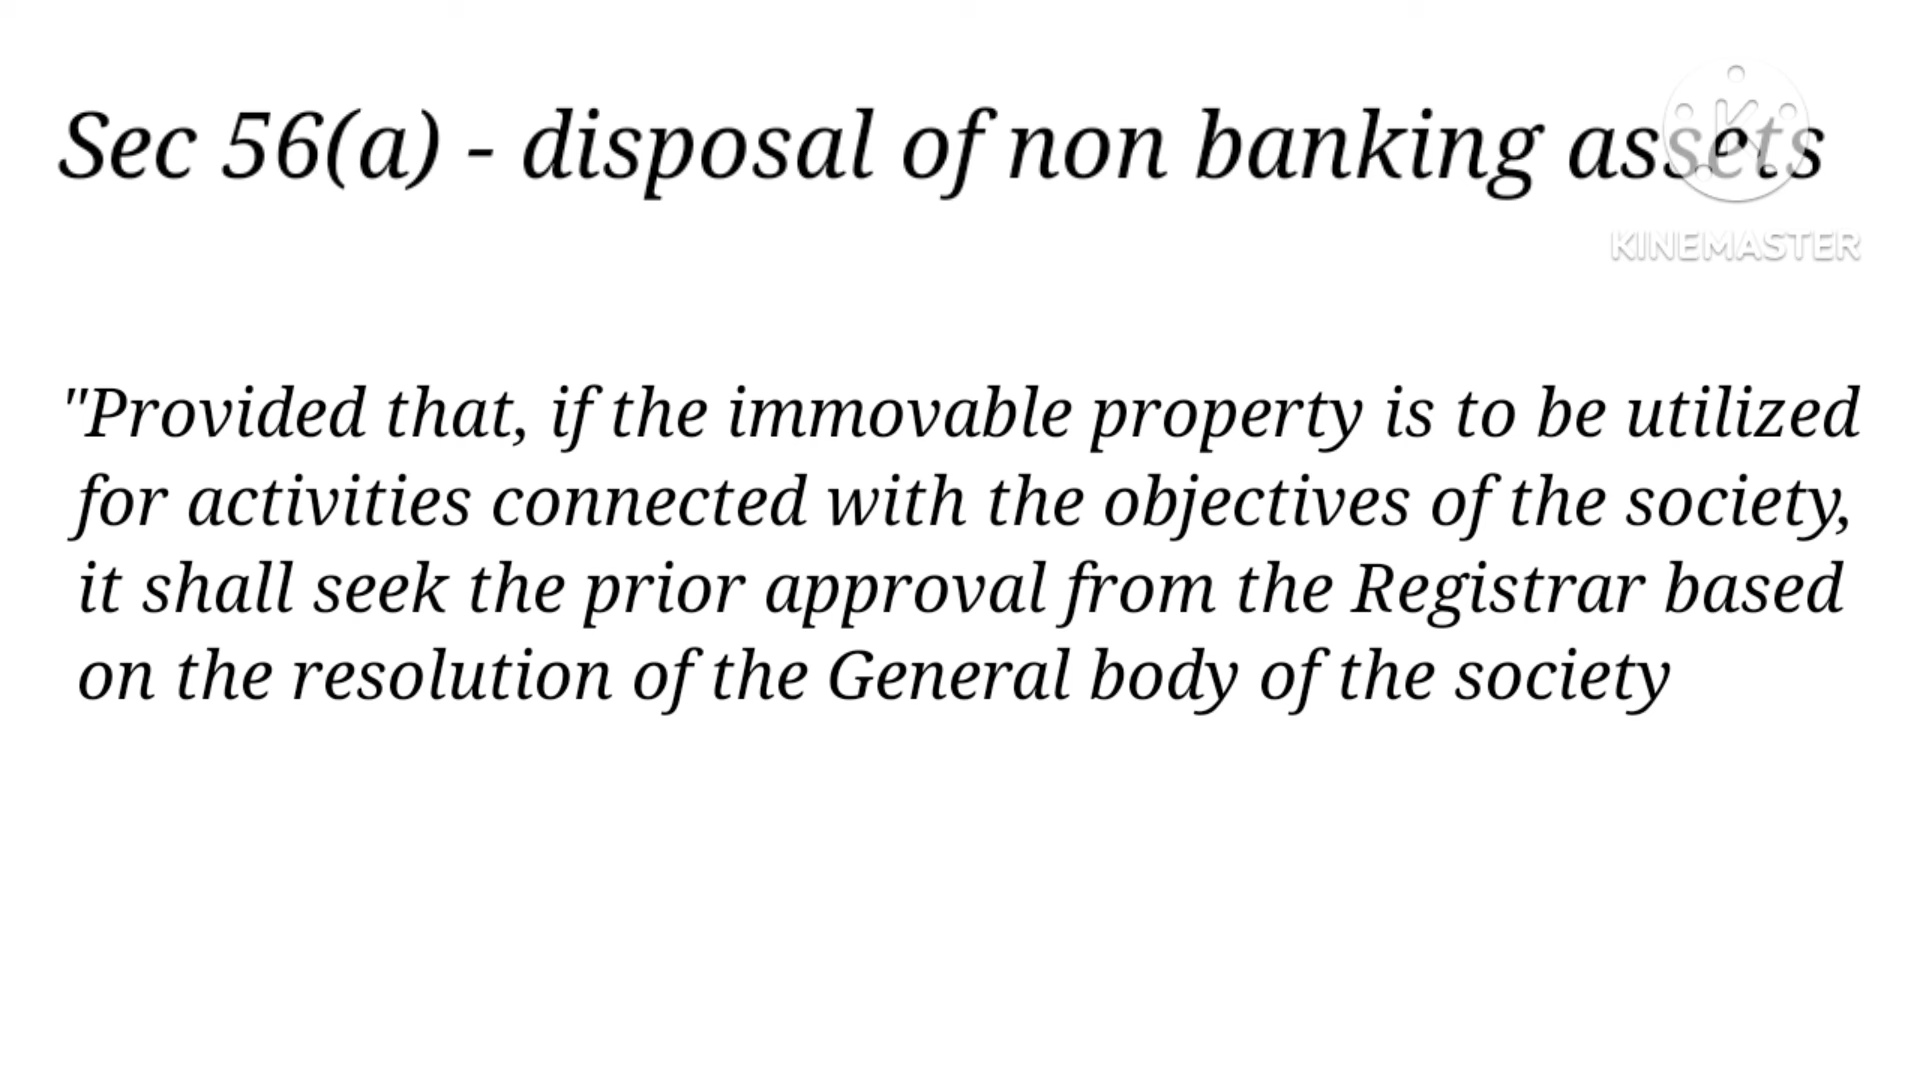 Sec 56(a) - disposal of non banking assets
KINEMASTER
"Provided that, if the immovable property is to be utilized
for activities connected with the objectives of the society,
it shall seek the prior approval from the Registrar based
on the resolution of the General body of the society